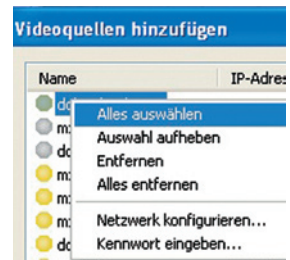 Videoquellen hinzufügen
Name IP-Adres
Alles auswählen
Auswahl aufheben
Entfernen
Alles entfernen
Netzwerk konfigurieren...
Kennwort eingeben...